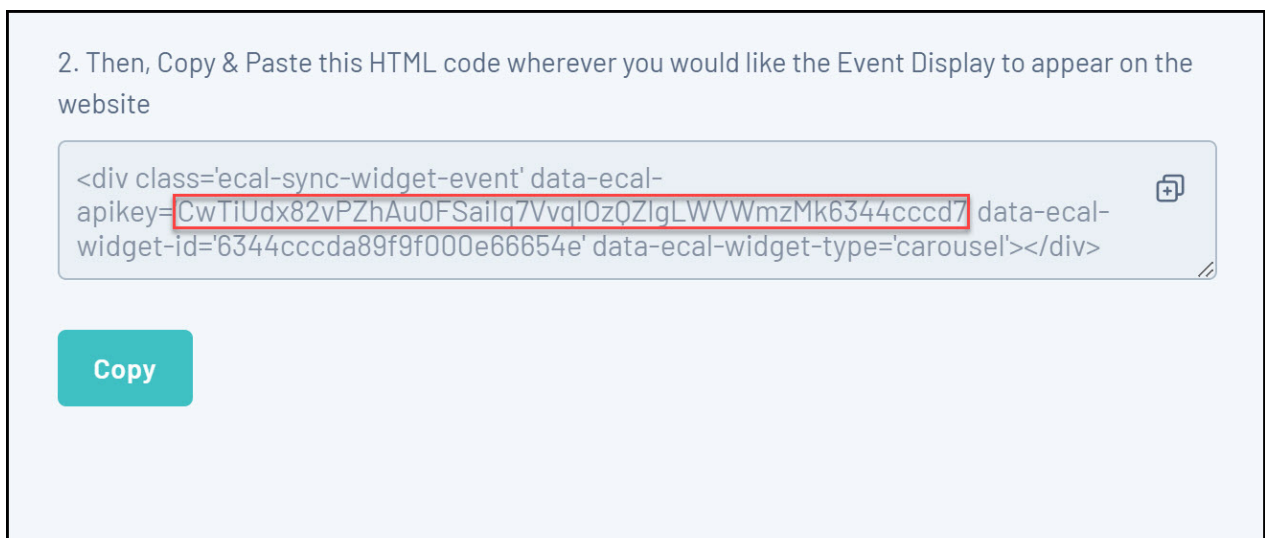 2. Then, Copy & Paste this HTML code wherever you would like the Event Display to appear on the
website
<div class='ecal-sync-widget-event' data-ecal-
apikey='CwTiUdx82vPZhAu0FSailq7VvqlOzQZlgLWVWmzMk6344cccd7' data-ecal-
widget-id='6344cccda89f9f000e66654e' data-ecal-widget-type='carousel'></div>
Copy